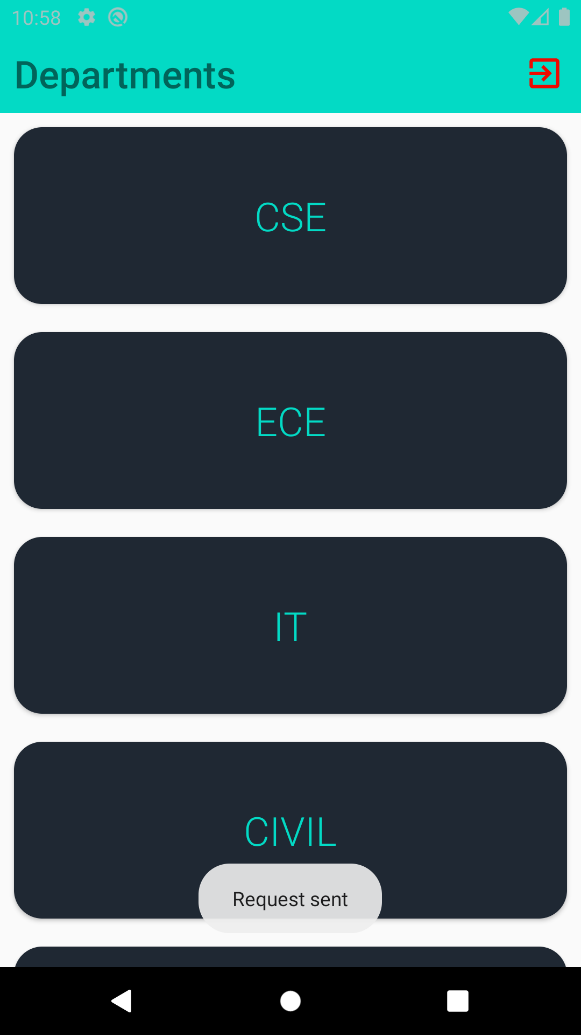 10:58
Departments
CSE
ECE
IT
CIVIL
Request sent